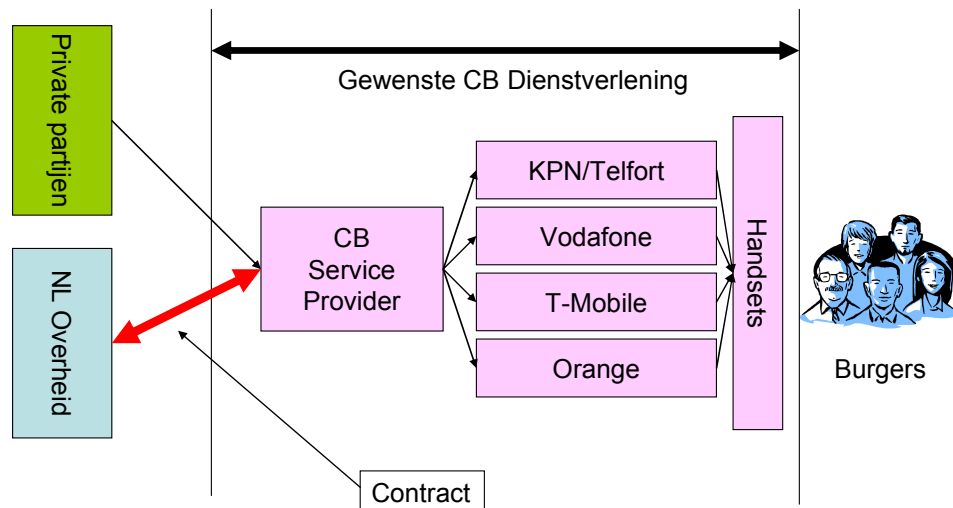 Private
partijen
Gewenste CB Dienstverlening
NL Overheid
CB
Service
Provider
KPN/Telfort
Vodafone
T-Mobile
Orange
Handsets
Burgers
Contract